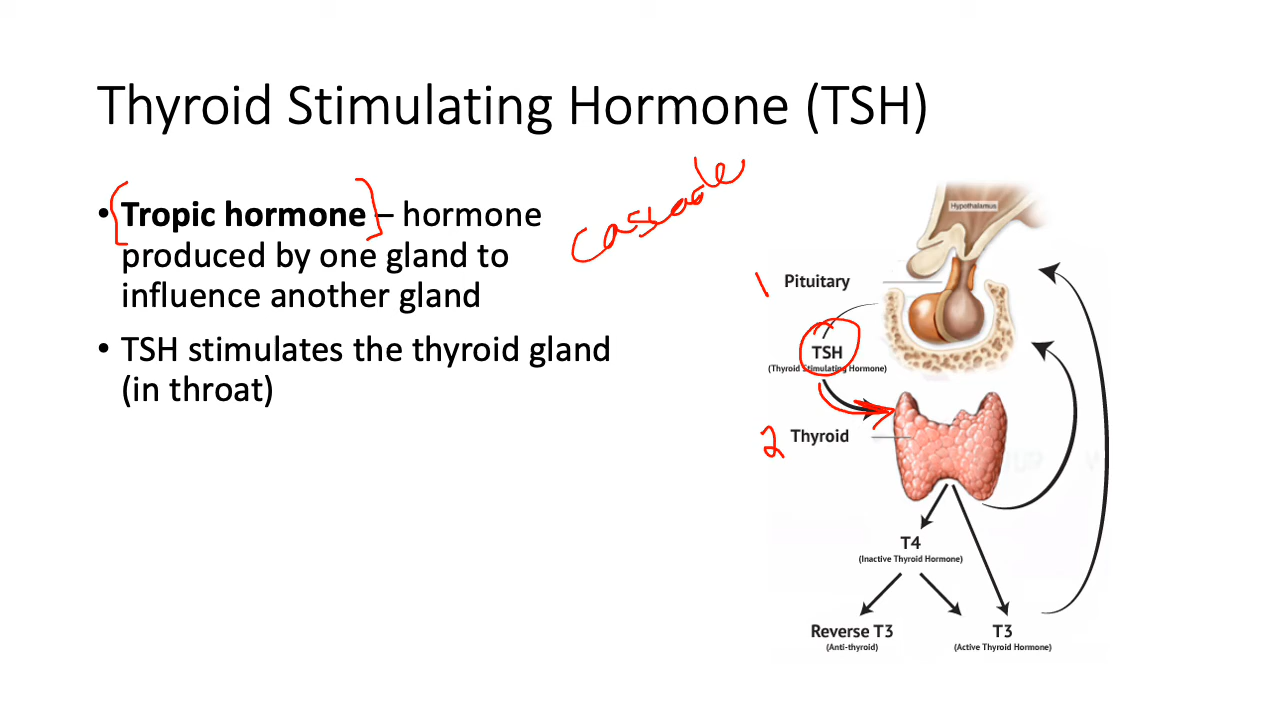 Thyroid Stimulating Hormone (TSH)
• Tropic hormone – hormone
produced by one gland to
influence another gland
• TSH stimulates the thyroid gland
(in throat)
cascade
Hypothalamus
1 Pituitary
TSH
(Thyroid Stimulating Hormone)
2 Thyroid
T4
(Inactive Thyroid Hormone)
Reverse T3
(Anti-thyroid)
T3
(Active Thyroid Hormone)